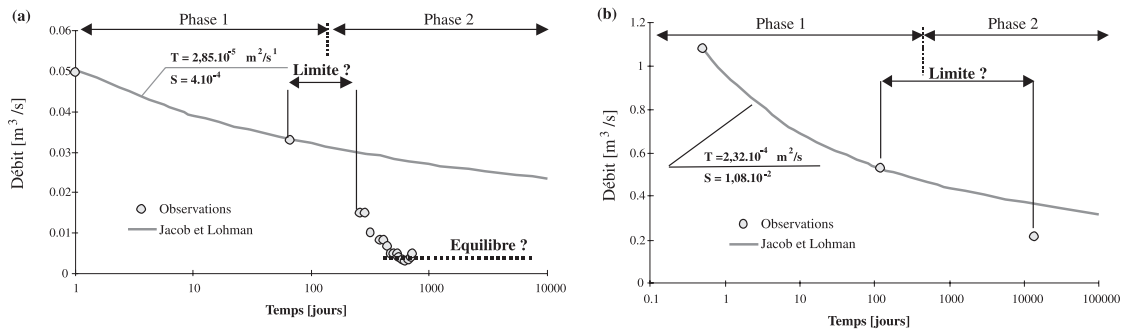 (a)
Phase 1
Phase 2
0.06
0.05
0.04
0.03
0.02
0.01
0
Débit [m³/s]
T = 2,85.10⁻⁵ m²/s¹
S = 4.10⁻⁴
Limite ?
Observations
Jacob et Lohman
Equilibre ?
1
10
100
1000
10000
Temps [jours]
(b)
Phase 1
Phase 2
1.2
1
0.8
0.6
0.4
0.2
0
Débit [m³/s]
Limite ?
T =2,32.10⁻⁴ m²/s
S = 1,08.10⁻²
Observations
Jacob et Lohman
0.1
1
10
100
1000
10000
100000
Temps [jours]